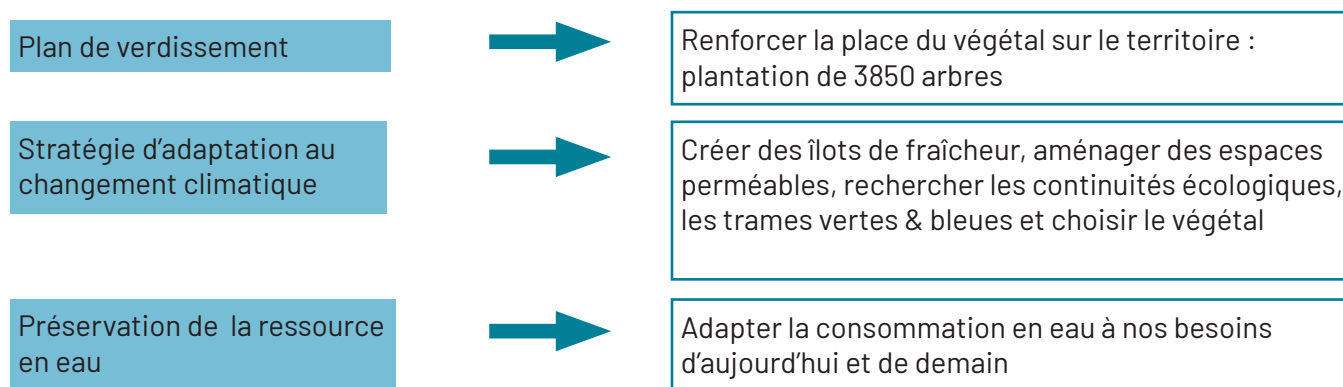 Plan de verdissement
Renforcer la place du végétal sur le territoire :
plantation de 3850 arbres
Stratégie d'adaptation au
changement climatique
Créer des îlots de fraîcheur, aménager des espaces
perméables, rechercher les continuités écologiques,
les trames vertes & bleues et choisir le végétal
Préservation de la ressource
en eau
Adapter la consommation en eau à nos besoins
d'aujourd'hui et de demain